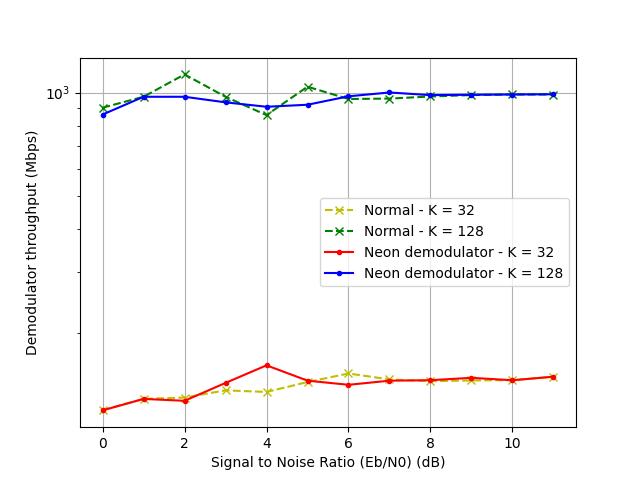 10³
Demodulator throughput (Mbps)
Normal - K = 32
Normal - K = 128
Neon demodulator - K = 32
Neon demodulator - K = 128
0 2 4 6 8 10
Signal to Noise Ratio (Eb/N0) (dB)